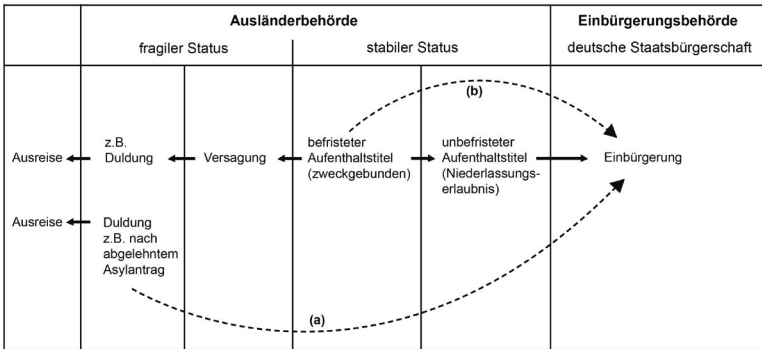 Ausländerbehörde
Einbürgerungsbehörde
fragiler Status
stabiler Status
deutsche Staatsbürgerschaft
(b)
Ausreise
z.B.
Duldung
Versagung
befristeter
Aufenthaltstitel
(zweckgebunden)
unbefristeter
Aufenthaltstitel
(Niederlassungs-
erlaubnis)
Einbürgerung
Ausreise
Duldung
z.B. nach
abgelehntem
Asylantrag
(a)